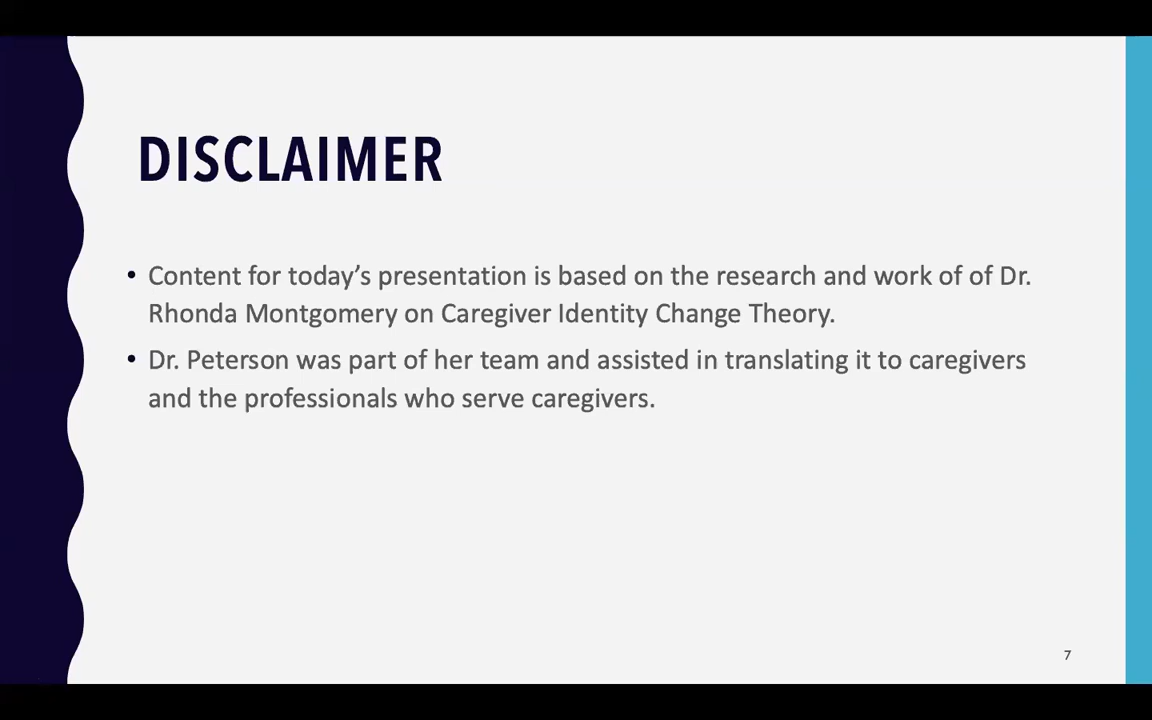 DISCLAIMER
• Content for today’s presentation is based on the research and work of of Dr.
Rhonda Montgomery on Caregiver Identity Change Theory.
• Dr. Peterson was part of her team and assisted in translating it to caregivers
and the professionals who serve caregivers.
7